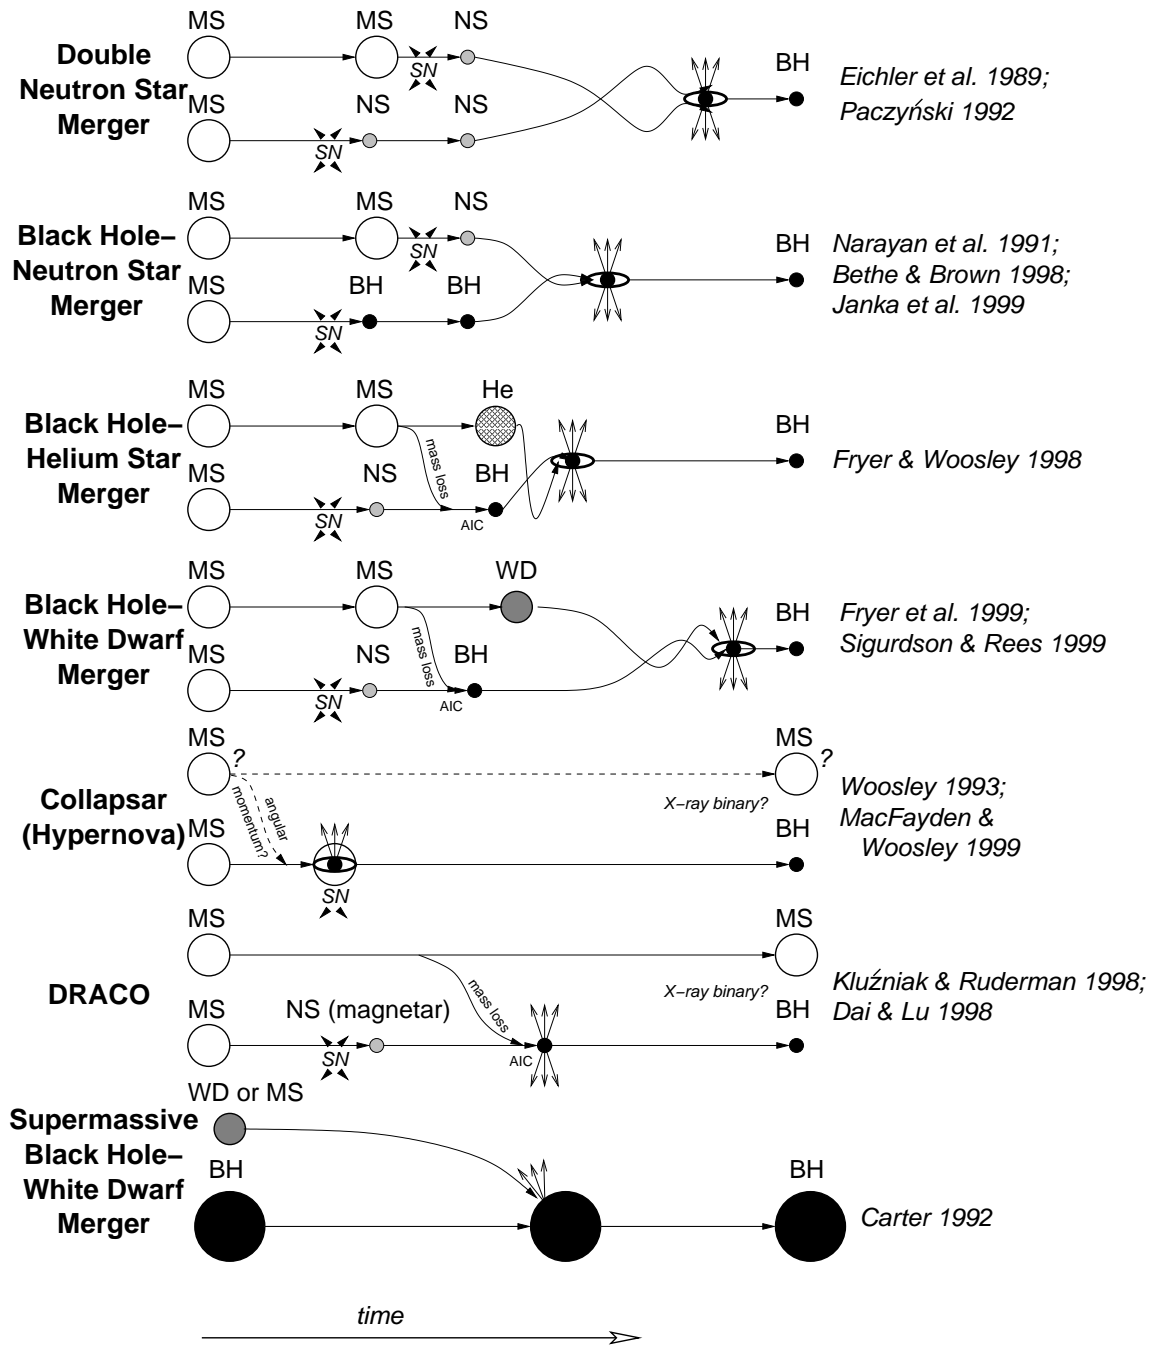 MS
MS
NS
Double
Neutron Star
Merger
SN
BH
Eichler et al. 1989;
Paczyński 1992
MS
NS
NS
SN
MS
MS
NS
Black Hole–
Neutron Star
Merger
SN
BH
Narayan et al. 1991;
Bethe & Brown 1998;
Janka et al. 1999
MS
BH
BH
SN
MS
MS
He
Black Hole–
Helium Star
Merger
mass loss
BH
Fryer & Woosley 1998
MS
NS
BH
SN
AIC
MS
MS
WD
Black Hole–
White Dwarf
Merger
mass loss
BH
Fryer et al. 1999;
Sigurdson & Rees 1999
MS
NS
BH
SN
AIC
MS
?
MS
?
Collapsar
(Hypernova)
angular
momentum?
X–ray binary?
Woosley 1993;
MacFayden &
Woosley 1999
MS
BH
SN
MS
MS
DRACO
mass loss
X–ray binary?
Kluźniak & Ruderman 1998;
Dai & Lu 1998
MS
NS (magnetar)
BH
SN
AIC
WD or MS
Supermassive
Black Hole–
White Dwarf
Merger
BH
BH
Carter 1992
time